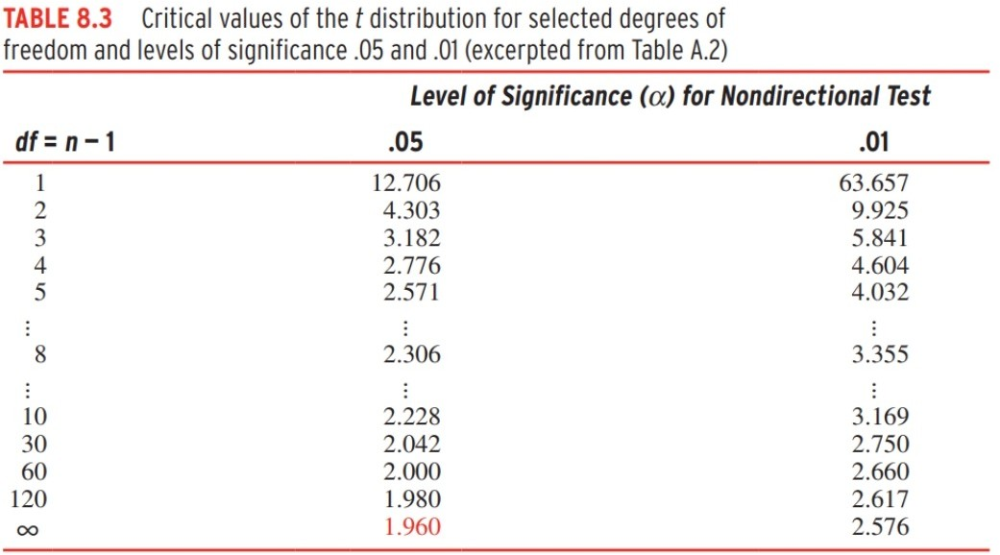 TABLE 8.3 Critical values of the t distribution for selected degrees of
freedom and levels of significance .05 and .01 (excerpted from Table A.2)
Level of Significance (α) for Nondirectional Test
df = n – 1 .05 .01
1 12.706 63.657
2 4.303 9.925
3 3.182 5.841
4 2.776 4.604
5 2.571 4.032
⋮ ⋮ ⋮
8 2.306 3.355
⋮ ⋮ ⋮
10 2.228 3.169
30 2.042 2.750
60 2.000 2.660
120 1.980 2.617
∞ 1.960 2.576